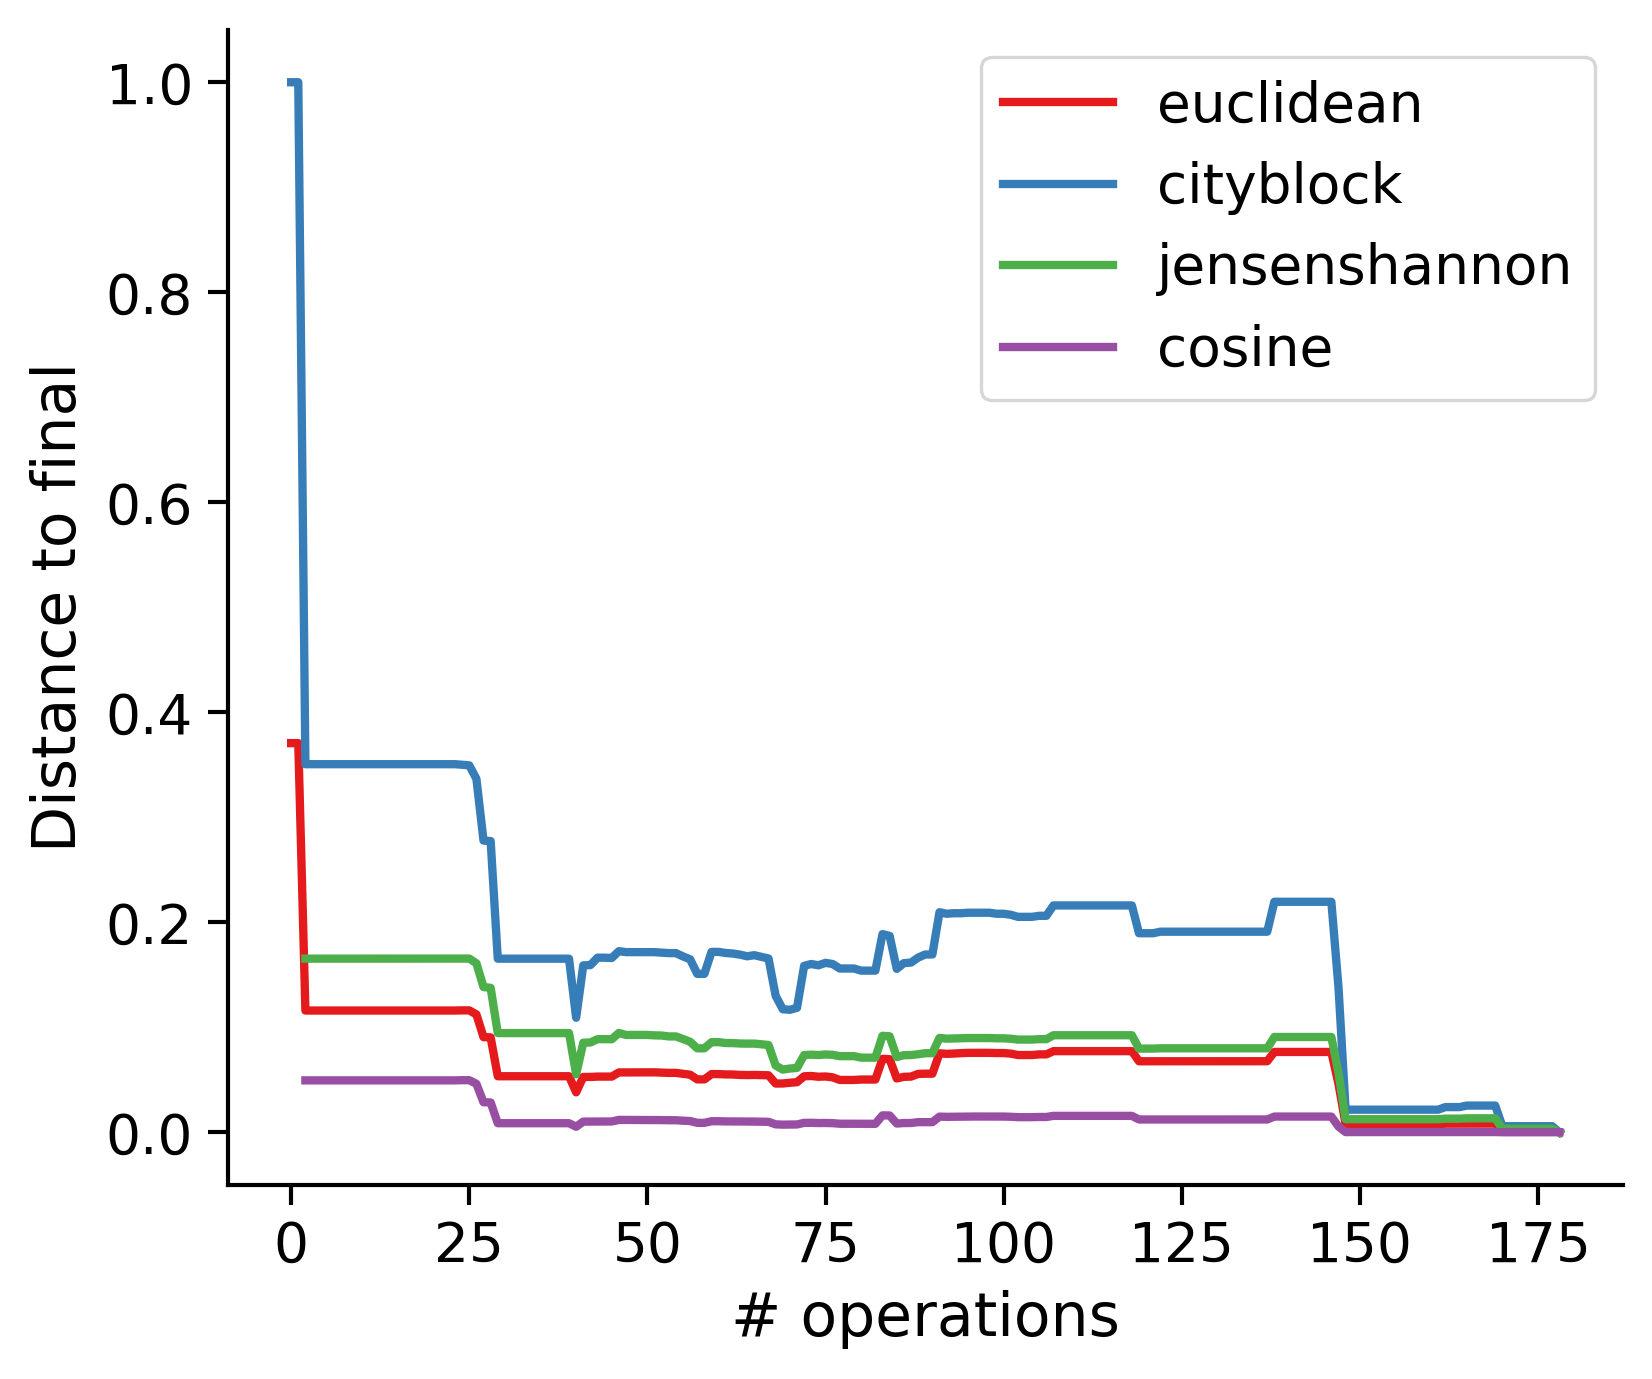 1.0
0.8
0.6
0.4
0.2
0.0
Distance to final
euclidean
cityblock
jensenshannon
cosine
0 25 50 75 100 125 150 175
# operations